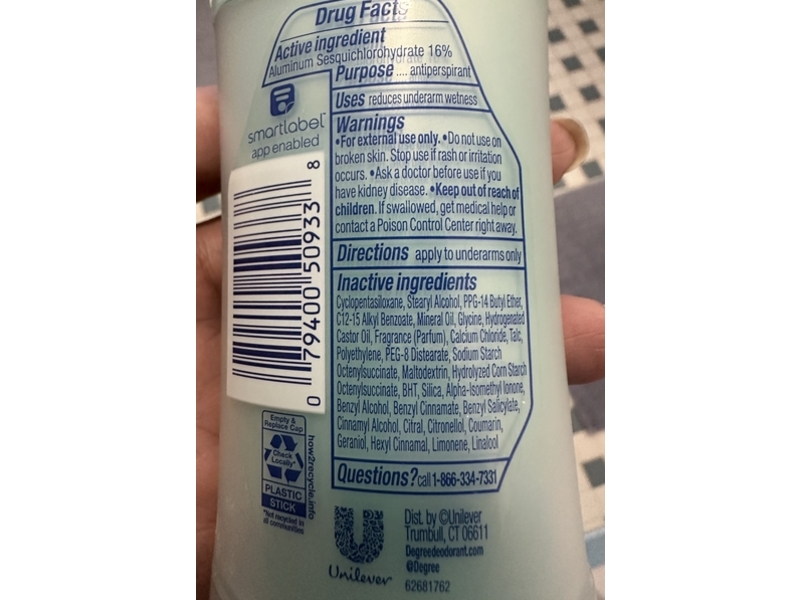 Drug Facts
Active ingredient
Aluminum Sesquichlorohydrate 16%
Purpose .... antiperspirant
Uses reduces underarm wetness
Warnings
•For external use only. •Do not use on
broken skin. Stop use if rash or irritation
occurs. •Ask a doctor before use if you
have kidney disease. •Keep out of reach of
children. If swallowed, get medical help or
contact a Poison Control Center right away.
Directions apply to underarms only
Inactive ingredients
Cyclopentasiloxane, Stearyl Alcohol, PPG-14 Butyl Ether,
C12-15 Alkyl Benzoate, Mineral Oil, Glycine, Hydrogenated
Castor Oil, Fragrance (Parfum), Calcium Chloride, Talc,
Polyethylene, PEG-8 Distearate, Sodium Starch
Octenylsuccinate, Maltodextrin, Hydrolyzed Corn Starch
Octenylsuccinate, BHT, Silica, Alpha-Isomethyl Ionone,
Benzyl Alcohol, Benzyl Cinnamate, Benzyl Salicylate,
Cinnamyl Alcohol, Citral, Citronellol, Coumarin,
Geraniol, Hexyl Cinnamal, Limonene, Linalool
Questions? call 1-866-334-7331
smartlabel™
app enabled
0 79400 50933 8
Empty &
Replace Cap
Check
Locally*
PLASTIC
STICK
*Not recycled in
all communities
how2recycle.info
Unilever
Dist. by ©Unilever
Trumbull, CT 06611
Degreedeodorant.com
@Degree
62681762